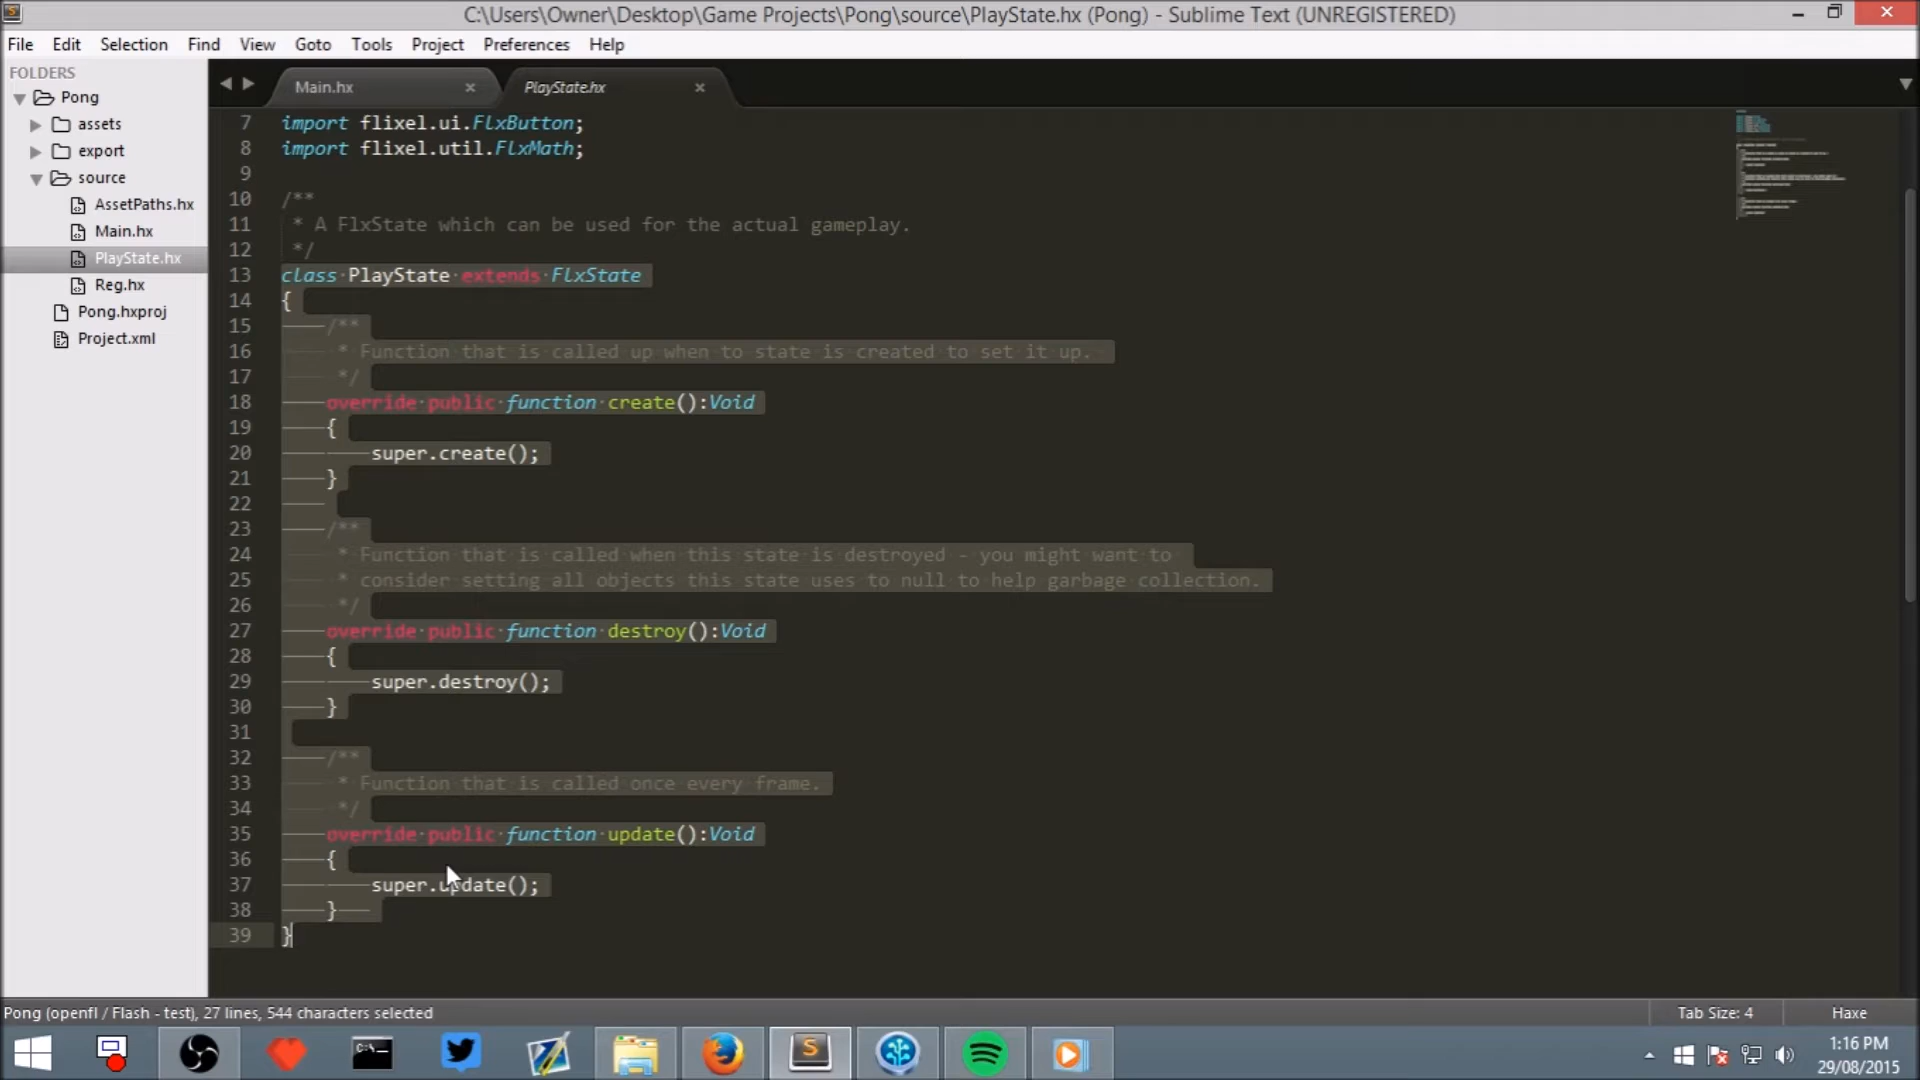 C:\Users\Owner\Desktop\Game Projects\Pong\source\PlayState.hx (Pong) - Sublime Text (UNREGISTERED)
File Edit Selection Find View Goto Tools Project Preferences Help
FOLDERS
Pong
assets
export
source
AssetPaths.hx
Main.hx
PlayState.hx
Reg.hx
Pong.hxproj
Project.xml
Main.hx PlayState.hx
7 import flixel.ui.FlxButton;
8 import flixel.util.FlxMath;
9
10 /**
11 * A FlxState which can be used for the actual gameplay.
12 */
13 class PlayState extends FlxState
14 {
15 /**
16 * Function that is called up when to state is created to set it up.
17 */
18 override public function create():Void
19 {
20 super.create();
21 }
22
23 /**
24 * Function that is called when this state is destroyed - you might want to
25 * consider setting all objects this state uses to null to help garbage collection.
26 */
27 override public function destroy():Void
28 {
29 super.destroy();
30 }
31
32 /**
33 * Function that is called once every frame.
34 */
35 override public function update():Void
36 {
37 super.update();
38 }
39 }
Pong (openfl / Flash - test), 27 lines, 544 characters selected
Tab Size: 4 Haxe
C:\_
1:16 PM
29/08/2015